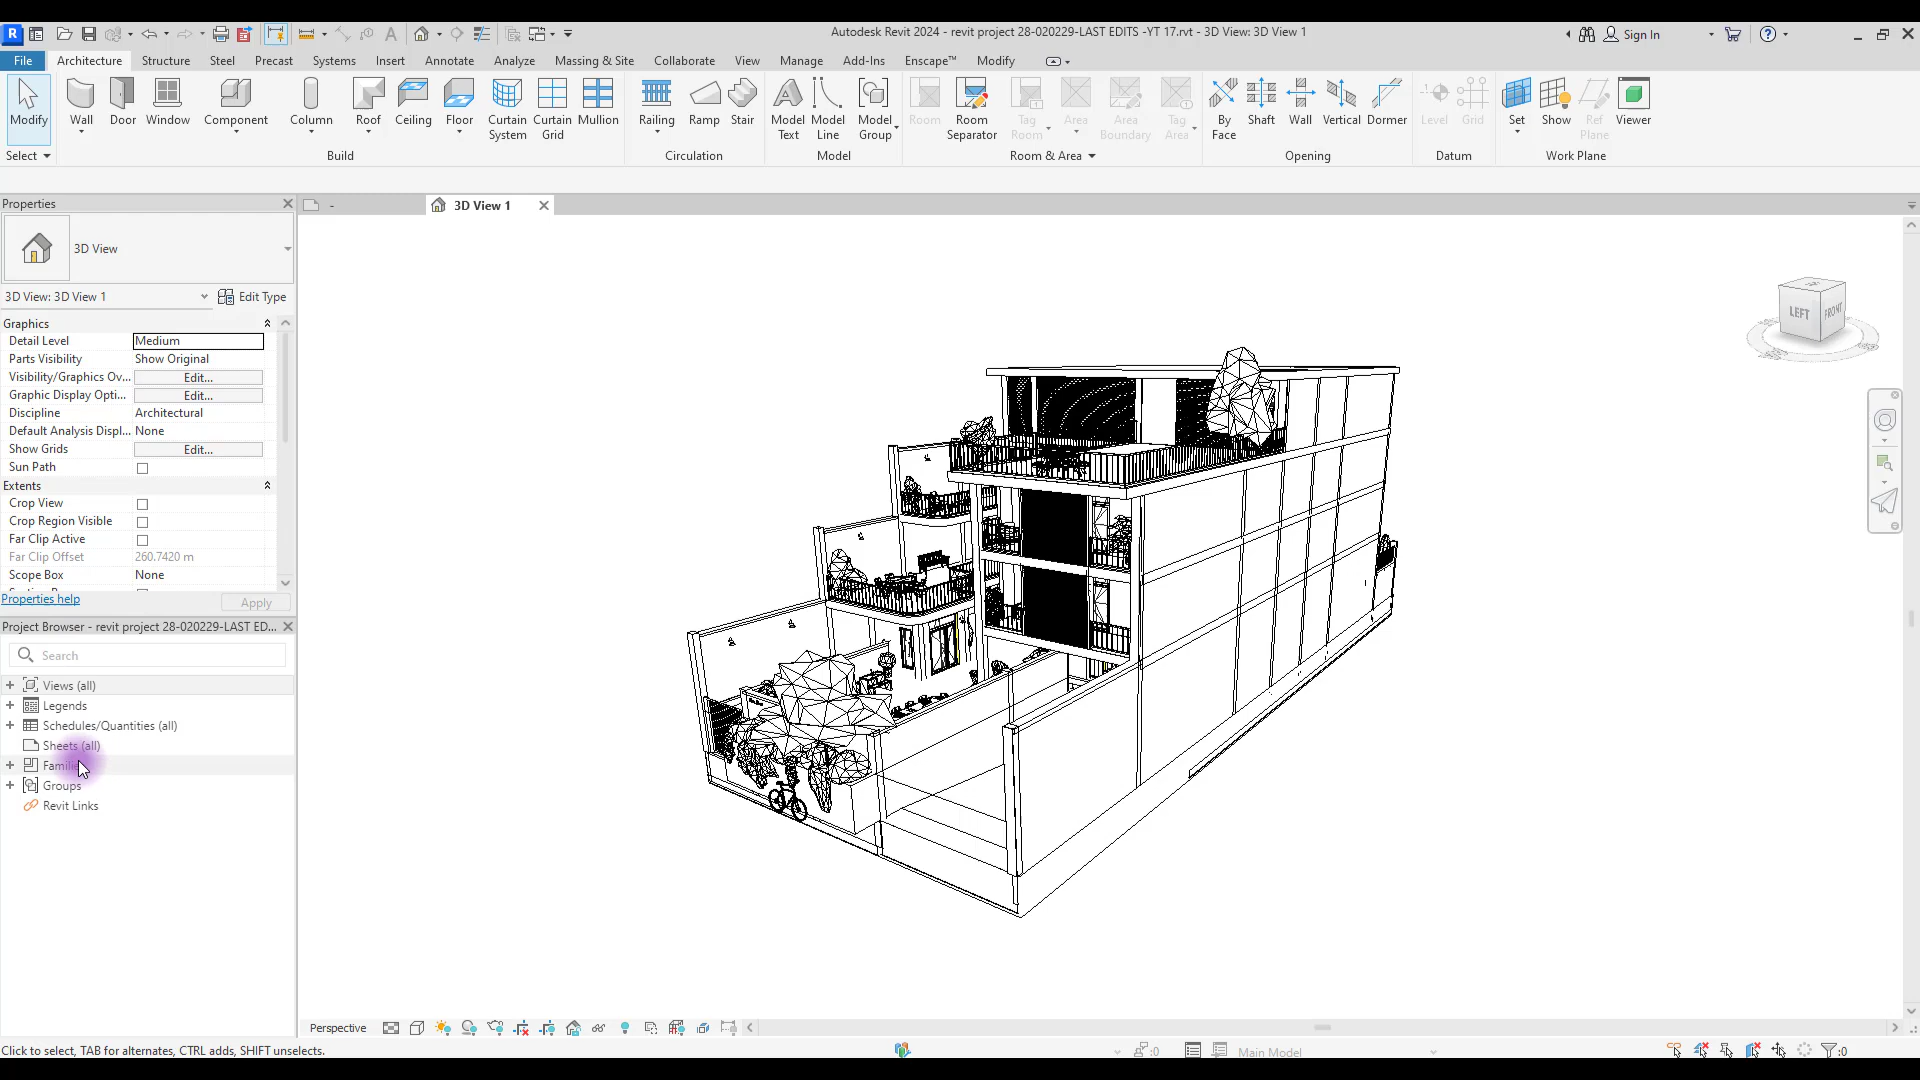 Autodesk Revit 2024 - revit project 28-020229-LAST EDITS -YT 17.rvt - 3D View: 3D View 1
Sign In
File Architecture Structure Steel Precast Systems Insert Annotate Analyze Massing & Site Collaborate View Manage Add-Ins Enscape™ Modify
Modify Wall Door Window Component Column Roof Ceiling Floor Curtain System Curtain Grid Mullion Railing Ramp Stair Model Text Model Line Model Group Room Room Separator Tag Room Area Area Boundary Tag Area By Face Shaft Wall Vertical Dormer Level Grid Set Show Ref Plane Viewer
Select Build Circulation Model Room & Area Opening Datum Work Plane
Properties
- 3D View 1
3D View
3D View: 3D View 1 Edit Type
Graphics
Detail Level Medium
Parts Visibility Show Original
Visibility/Graphics Ov... Edit...
Graphic Display Opti... Edit...
Discipline Architectural
Default Analysis Displ... None
Show Grids Edit...
Sun Path
Extents
Crop View
Crop Region Visible
Far Clip Active
Far Clip Offset 260.7420 m
Scope Box None
Properties help Apply
Project Browser - revit project 28-020229-LAST ED...
Search
Views (all)
Legends
Schedules/Quantities (all)
Sheets (all)
Families
Groups
Revit Links
LEFT FRONT
Perspective
Click to select, TAB for alternates, CTRL adds, SHIFT unselects.
:0 Main Model :0